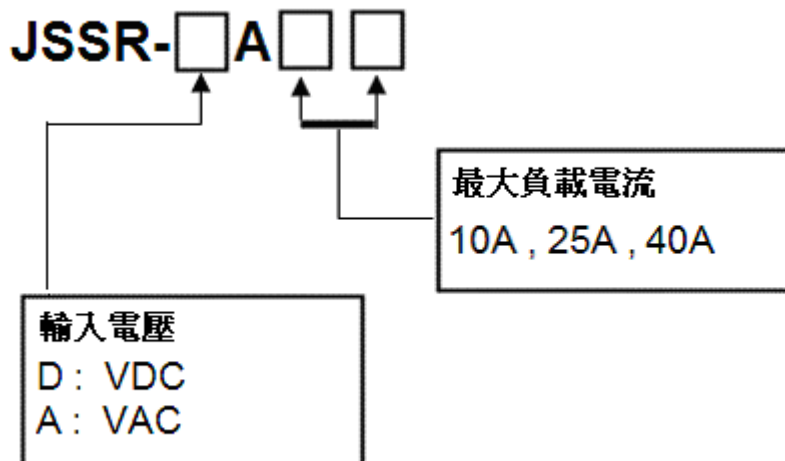 JSSR-□A□□
最大負載電流
10A , 25A , 40A
輸入電壓
D : VDC
A : VAC